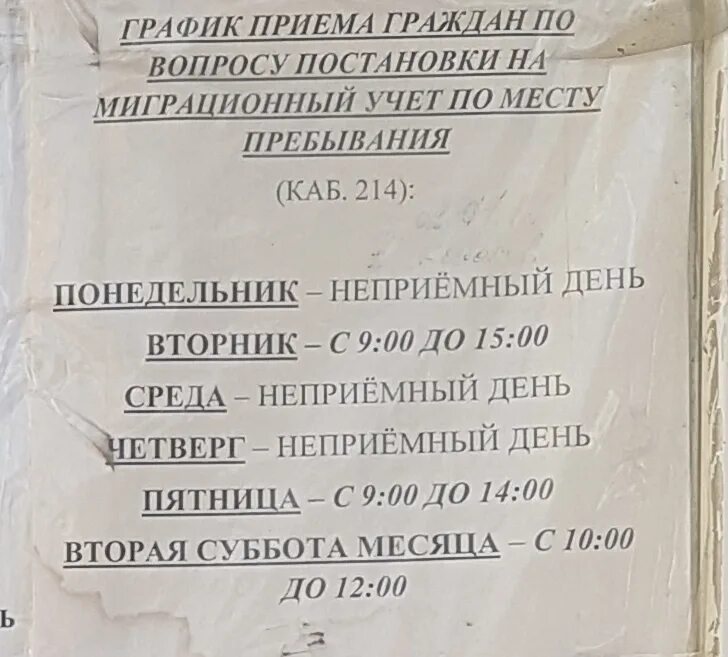 ГРАФИК ПРИЕМА ГРАЖДАН ПО
ВОПРОСУ ПОСТАНОВКИ НА
МИГРАЦИОННЫЙ УЧЕТ ПО МЕСТУ
ПРЕБЫВАНИЯ
(КАБ. 214):
ПОНЕДЕЛЬНИК – НЕПРИЁМНЫЙ ДЕНЬ
ВТОРНИК – С 9:00 ДО 15:00
СРЕДА – НЕПРИЁМНЫЙ ДЕНЬ
ЧЕТВЕРГ – НЕПРИЁМНЫЙ ДЕНЬ
ПЯТНИЦА – С 9:00 ДО 14:00
ВТОРАЯ СУББОТА МЕСЯЦА – С 10:00
ДО 12:00
Ь